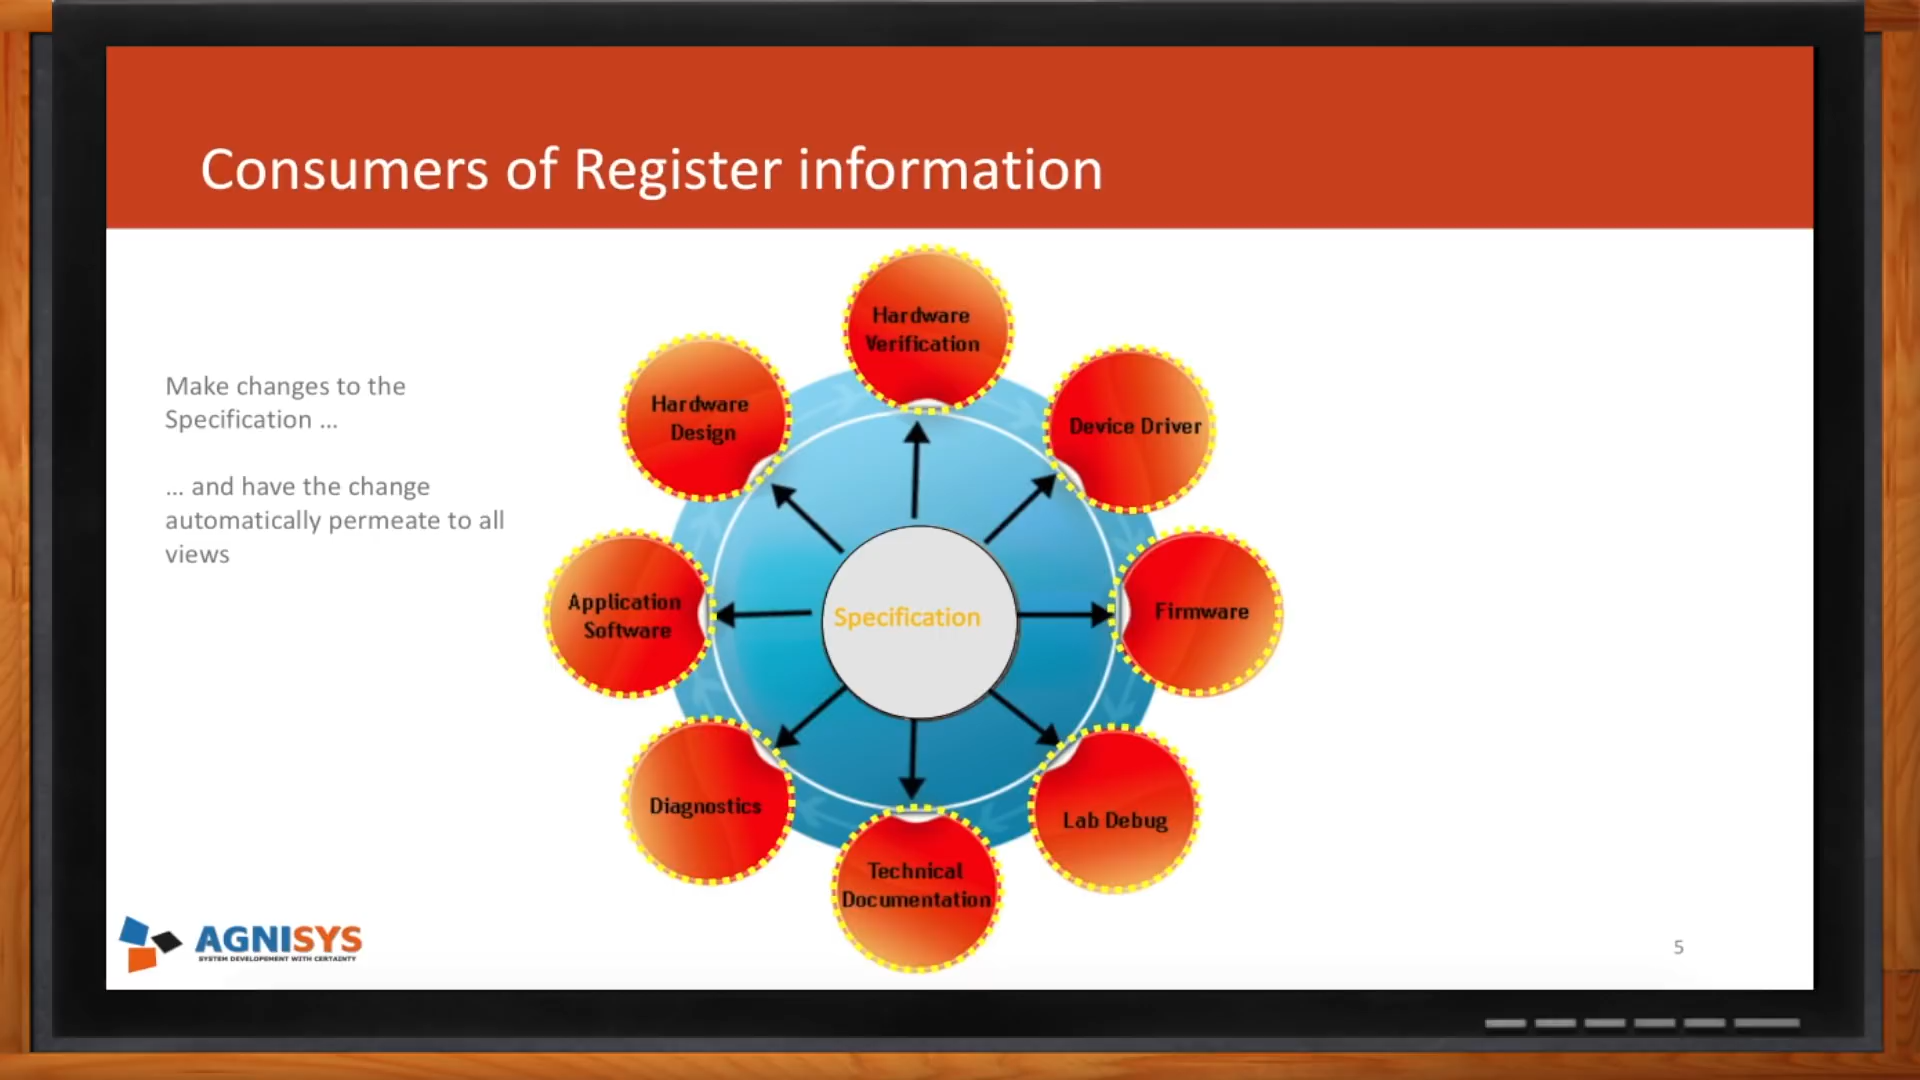 Consumers of Register information
Make changes to the
Specification ...
... and have the change
automatically permeate to all
views
Hardware
Verification
Hardware
Design
Device Driver
Application
Software
Specification
Firmware
Diagnostics
Lab Debug
Technical
Documentation
AGNISYS
SYSTEM DEVELOPEMENT WITH CERTAINTY
5